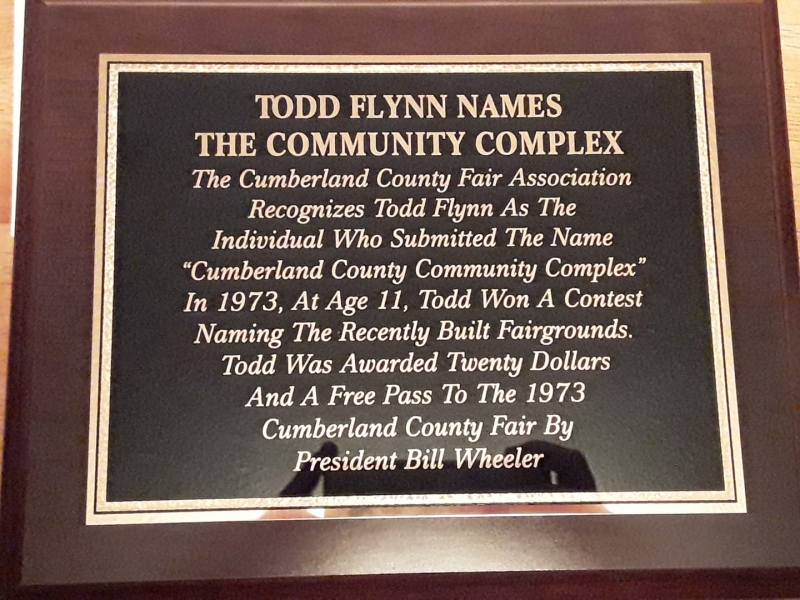 TODD FLYNN NAMES
THE COMMUNITY COMPLEX
The Cumberland County Fair Association
Recognizes Todd Flynn As The
Individual Who Submitted The Name
“Cumberland County Community Complex”
In 1973, At Age 11, Todd Won A Contest
Naming The Recently Built Fairgrounds.
Todd Was Awarded Twenty Dollars
And A Free Pass To The 1973
Cumberland County Fair By
President Bill Wheeler